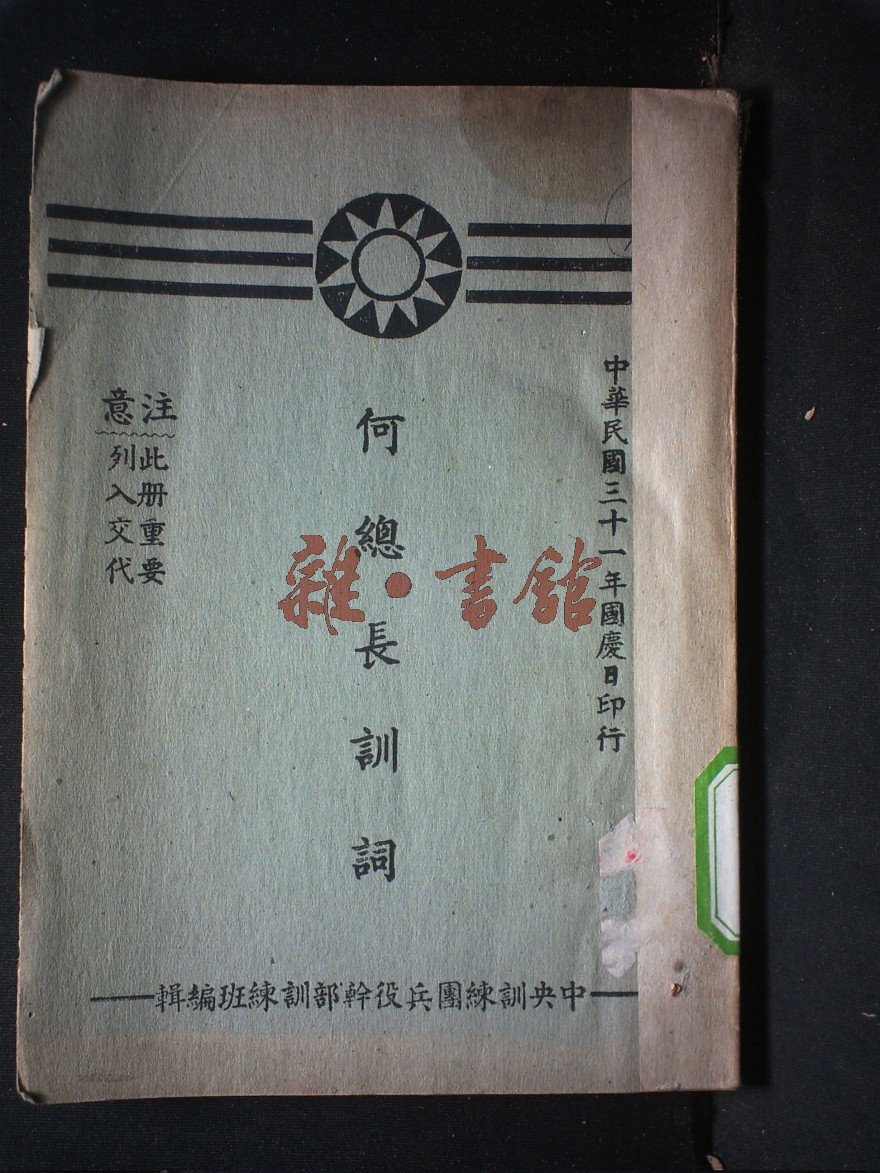 中華民國三十一年國慶日印行
何總長訓詞
注意
此册重要
列入交代
中央訓練團兵役幹部訓練班編輯
雜·書館